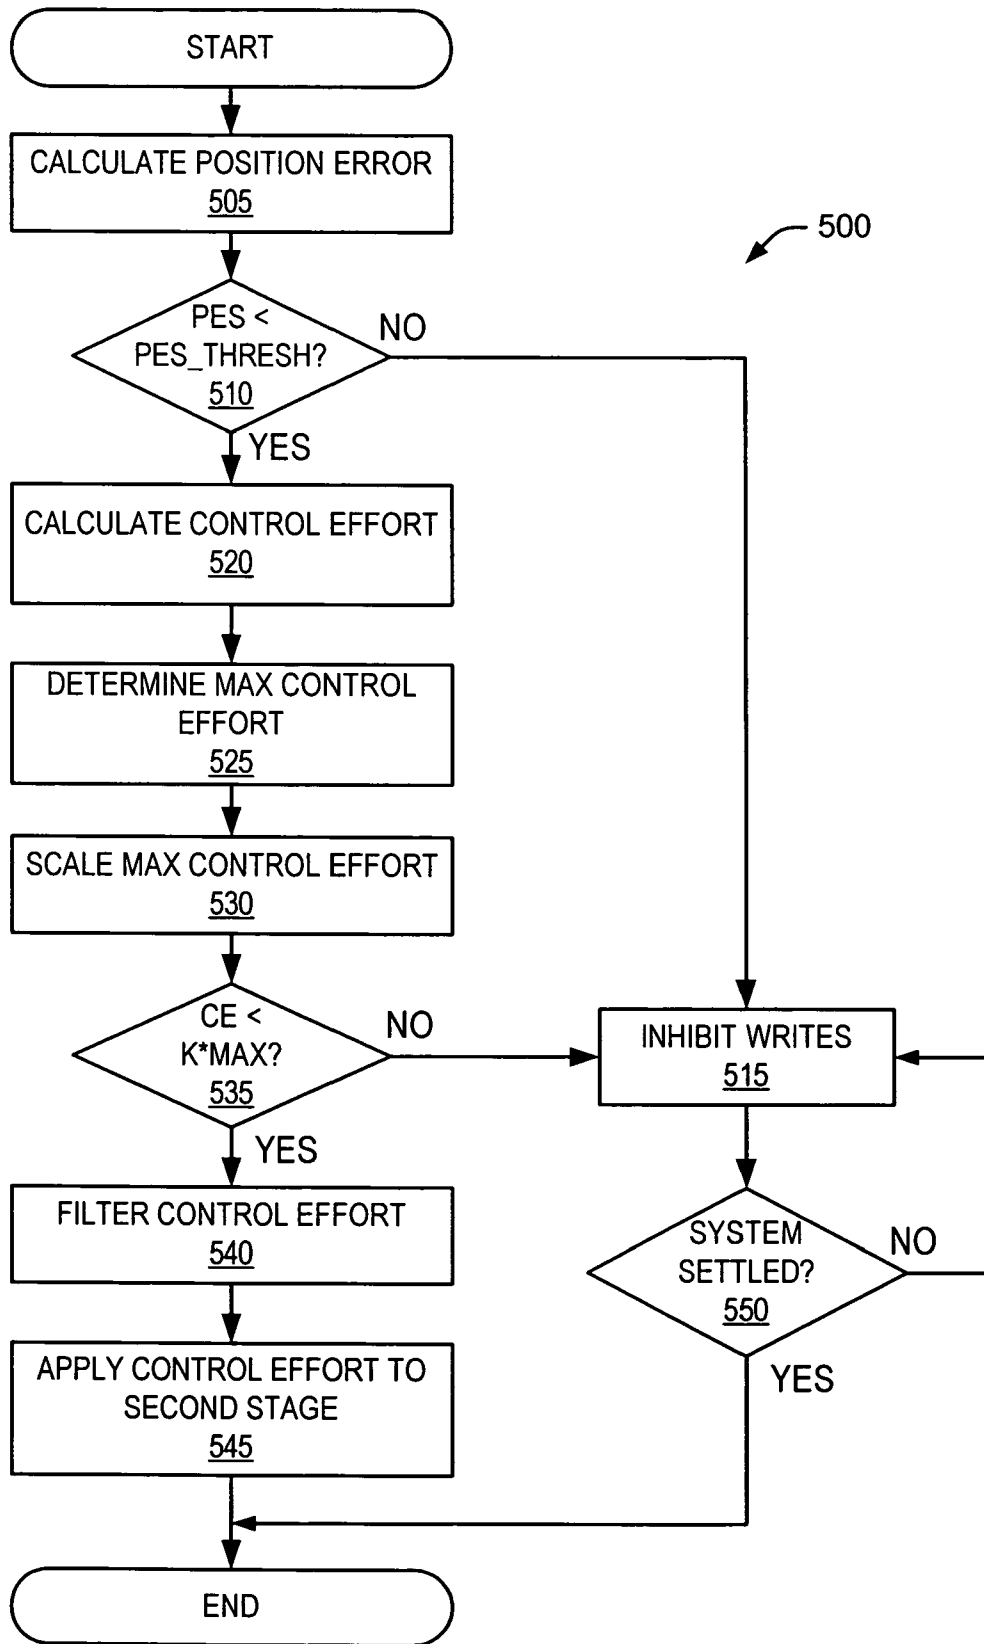 START
CALCULATE POSITION ERROR
505
500
PES <
PES_THRESH?
510
NO
YES
CALCULATE CONTROL EFFORT
520
DETERMINE MAX CONTROL
EFFORT
525
SCALE MAX CONTROL EFFORT
530
CE <
K*MAX?
535
NO
YES
INHIBIT WRITES
515
FILTER CONTROL EFFORT
540
SYSTEM
SETTLED?
550
NO
YES
APPLY CONTROL EFFORT TO
SECOND STAGE
545
END